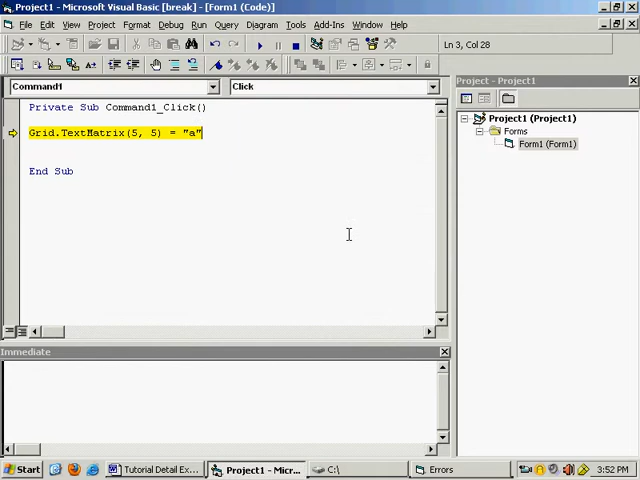 Project1 - Microsoft Visual Basic [break] - [Form1 (Code)]
File Edit View Project Format Debug Run Query Diagram Tools Add-Ins Window Help
Ln 3, Col 28
Command1 Click
Project - Project1
Private Sub Command1_Click()
Grid.TextMatrix(5, 5) = "a"
End Sub
Project1 (Project1)
Forms
Form1 (Form1)
Immediate
Start Tutorial Detail Ex... Project1 - Micr... C:\ Errors 3:52 PM